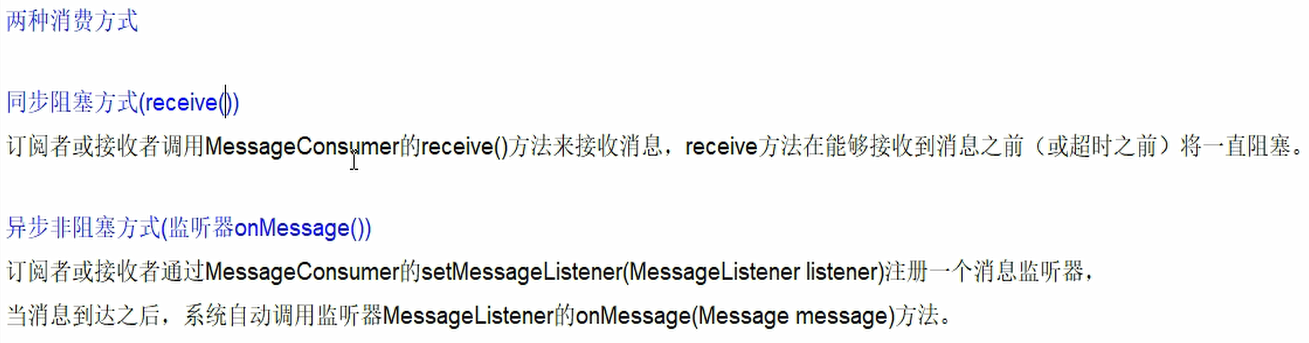 两种消费方式
同步阻塞方式(receive())
订阅者或接收者调用MessageConsumer的receive()方法来接收消息，receive方法在能够接收到消息之前（或超时之前）将一直阻塞。
异步非阻塞方式(监听器onMessage())
订阅者或接收者通过MessageConsumer的setMessageListener(MessageListener listener)注册一个消息监听器，
当消息到达之后，系统自动调用监听器MessageListener的onMessage(Message message)方法。